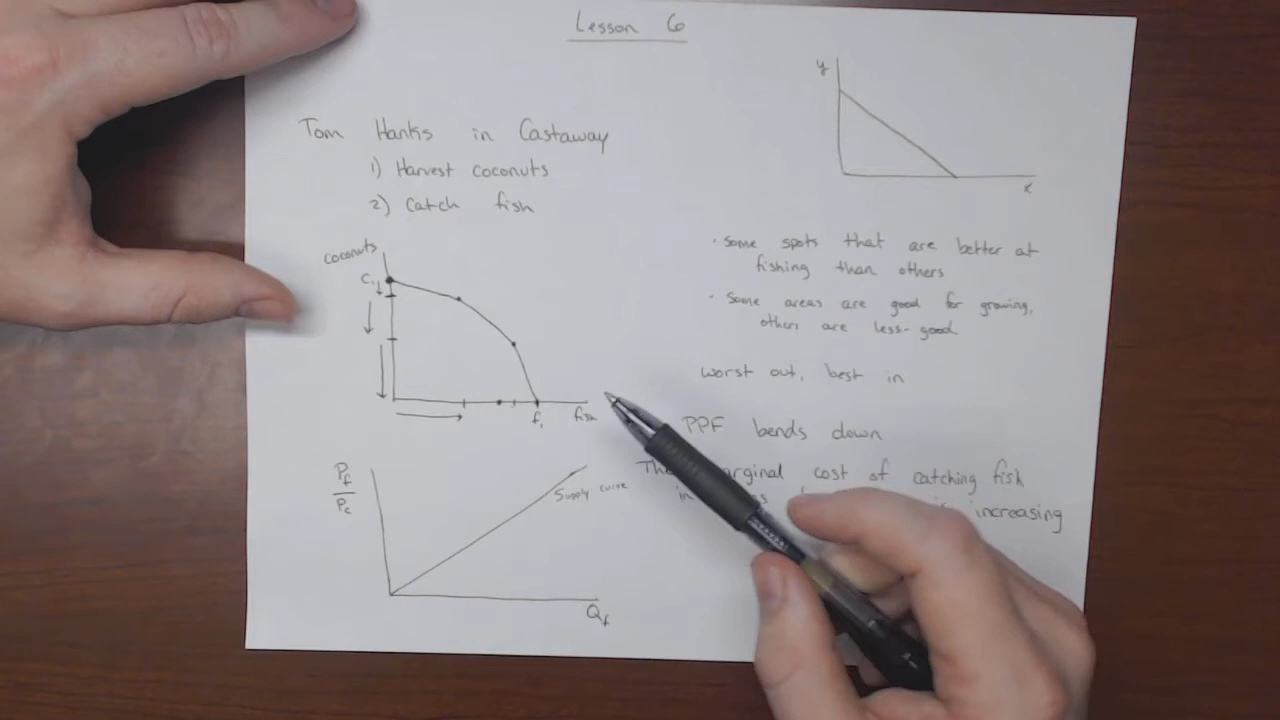 Lesson 6
y
x
Tom Hanks in Castaway
1) Harvest coconuts
2) Catch fish
coconuts
C1
f1 fish
Pf
Pc
Supply curve
Qf
· Some spots that are better at
fishing than others
· Some areas are good for growing,
others are less-good
worst out, best in
PPF bends down
cost of catching fish
in increasing